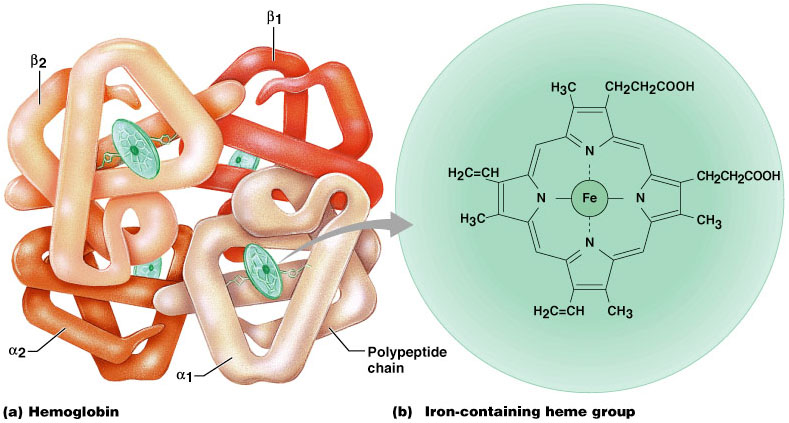 β1
β2
α2
α1
Polypeptide
chain
(a) Hemoglobin
H3C
CH2CH2COOH
N
H2C=CH
CH2CH2COOH
N
Fe
N
H3C
CH3
N
H2C=CH
CH3
(b) Iron-containing heme group